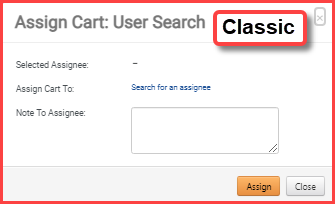 Assign Cart: User Search
Classic
×
Selected Assignee: –
Assign Cart To: Search for an assignee
Note To Assignee:
Assign Close